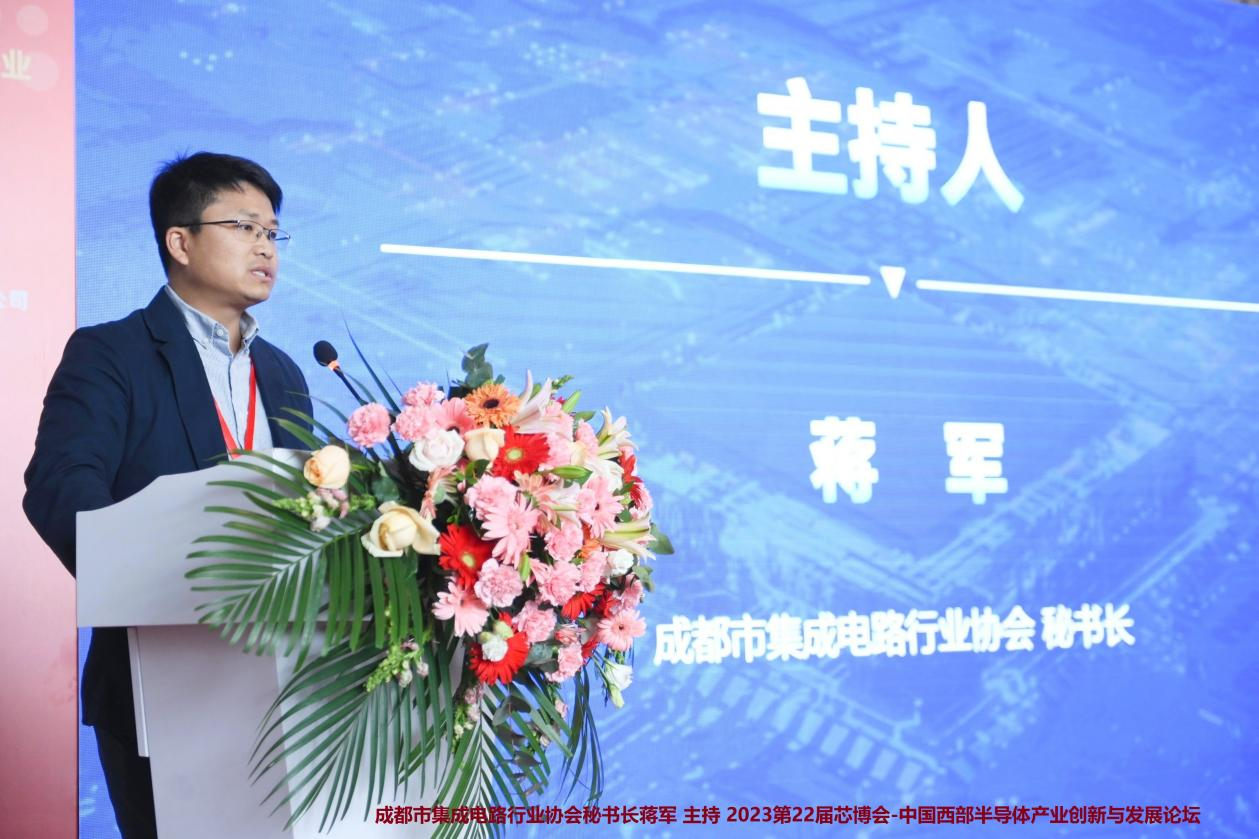 业
公司
主持人
蒋 军
成都市集成电路行业协会 秘书长
成都市集成电路行业协会秘书长蒋军 主持 2023第22届芯博会-中国西部半导体产业创新与发展论坛